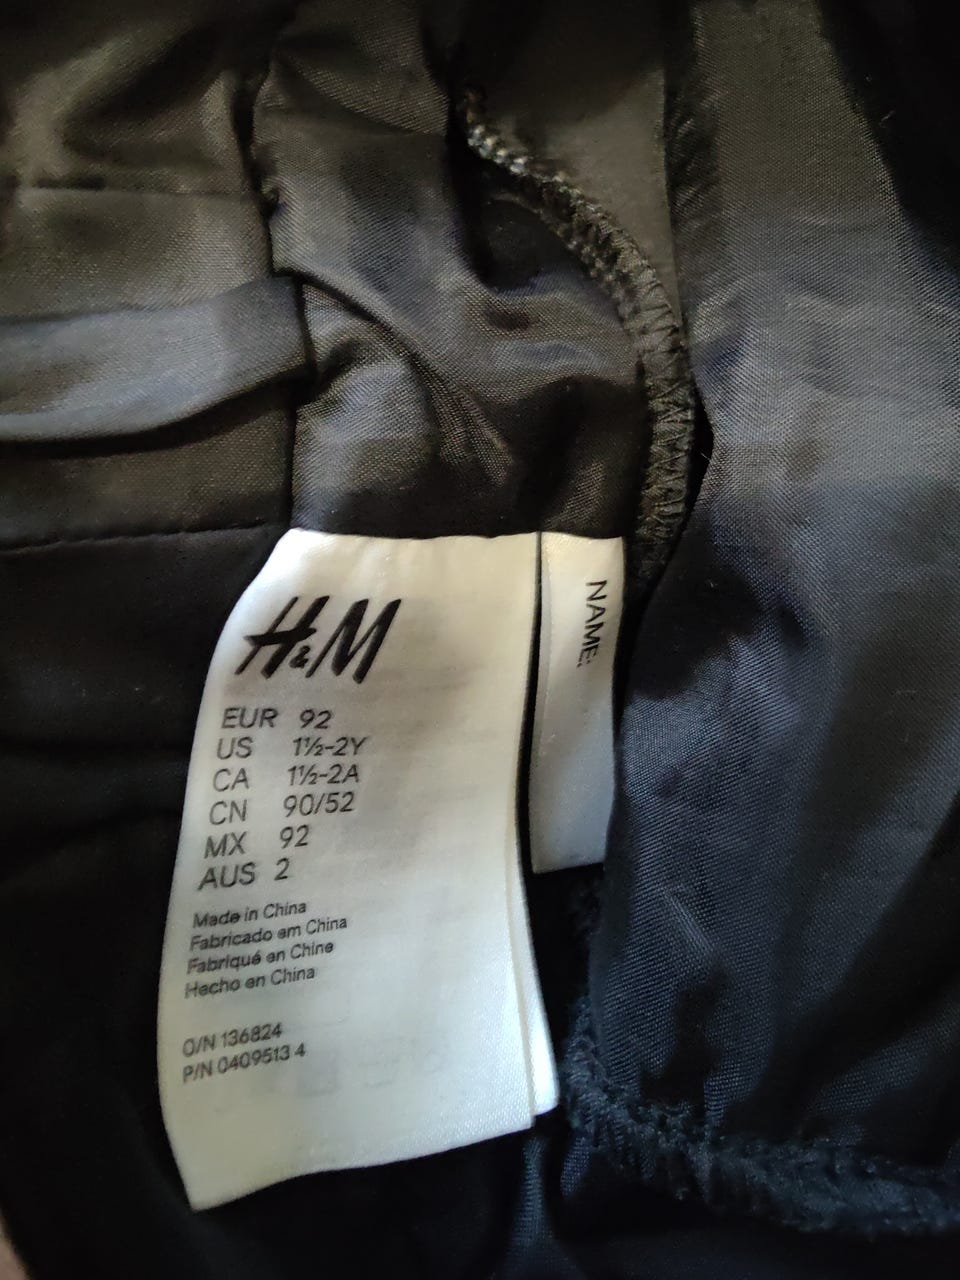 H&M
EUR 92
US 1½-2Y
CA 1½-2A
CN 90/52
MX 92
AUS 2
Made in China
Fabricado em China
Fabriqué en Chine
Hecho en China
O/N 136824
P/N 0409513 4
NAME: